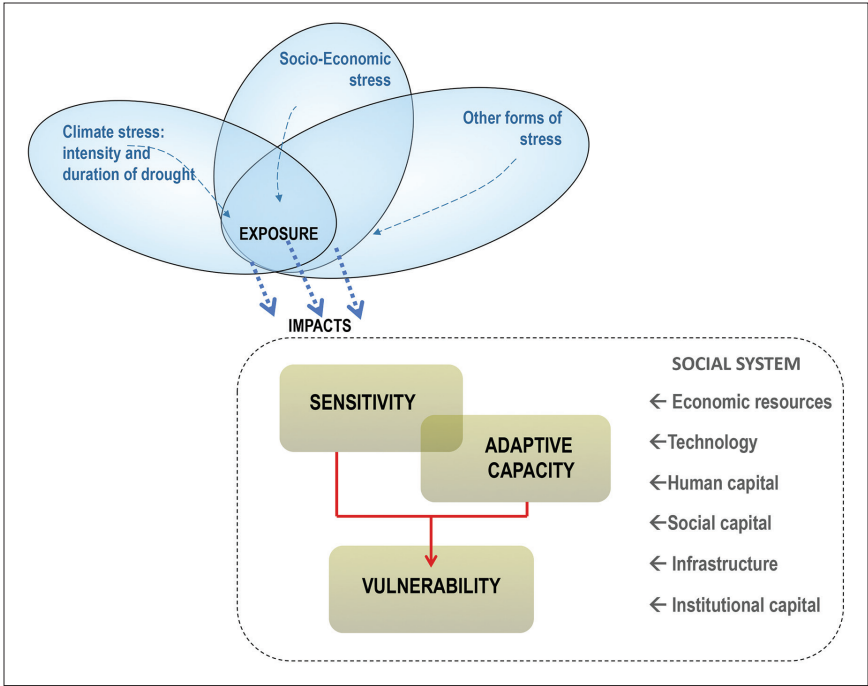 Socio-Economic
stress
Climate stress:
intensity and
duration of drought
Other forms of
stress
EXPOSURE
IMPACTS
SOCIAL SYSTEM
SENSITIVITY
ADAPTIVE
CAPACITY
VULNERABILITY
← Economic resources
←Technology
←Human capital
←Social capital
← Infrastructure
← Institutional capital